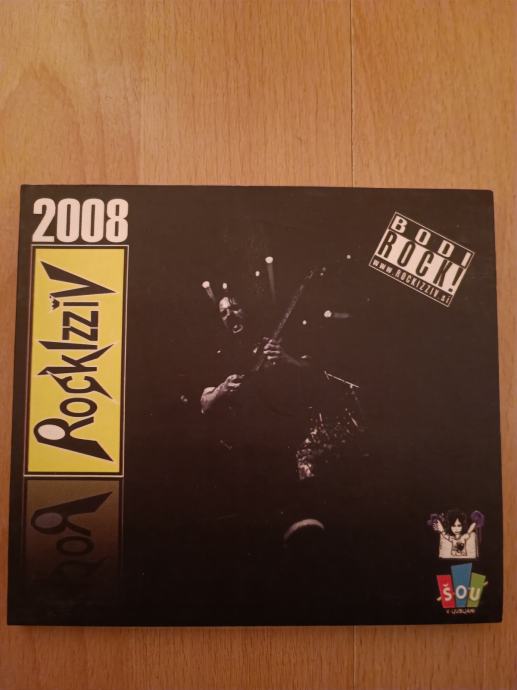 2008
RockIzziv
BODI
ROCK!
www.ROCKIZZIV.si
ŠOU
V LJUBLJANI